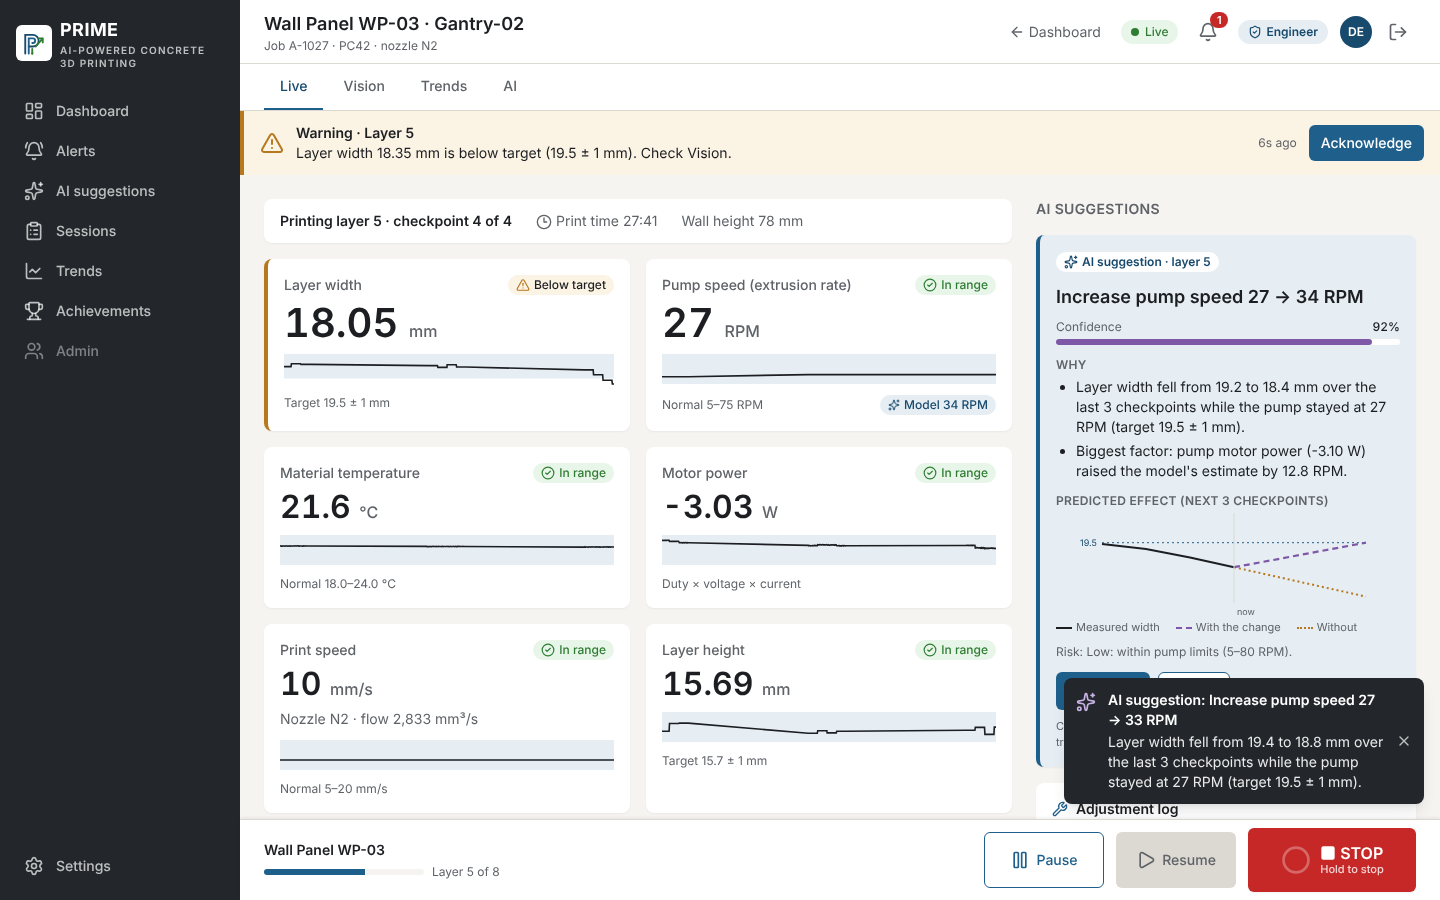 PRIME
AI-POWERED CONCRETE
3D PRINTING
Dashboard
Alerts
AI suggestions
Sessions
Trends
Achievements
Admin
Settings
Wall Panel WP-03 · Gantry-02
Job A-1027 · PC42 · nozzle N2
Dashboard
Live
1
Engineer
DE
Live
Vision
Trends
AI
Warning · Layer 5
Layer width 18.35 mm is below target (19.5 ± 1 mm). Check Vision.
6s ago
Acknowledge
Printing layer 5 · checkpoint 4 of 4
Print time 27:41
Wall height 78 mm
Layer width
Below target
18.05 mm
Target 19.5 ± 1 mm
Pump speed (extrusion rate)
In range
27 RPM
Normal 5–75 RPM
Model 34 RPM
Material temperature
In range
21.6 °C
Normal 18.0–24.0 °C
Motor power
In range
-3.03 W
Duty × voltage × current
Print speed
In range
10 mm/s
Nozzle N2 · flow 2,833 mm³/s
Normal 5–20 mm/s
Layer height
In range
15.69 mm
Target 15.7 ± 1 mm
AI SUGGESTIONS
AI suggestion · layer 5
Increase pump speed 27 → 34 RPM
Confidence
92%
WHY
• Layer width fell from 19.2 to 18.4 mm over the
last 3 checkpoints while the pump stayed at 27
RPM (target 19.5 ± 1 mm).
• Biggest factor: pump motor power (-3.10 W)
raised the model's estimate by 12.8 RPM.
PREDICTED EFFECT (NEXT 3 CHECKPOINTS)
19.5
now
Measured width
With the change
Without
Risk: Low: within pump limits (5–80 RPM).
AI suggestion: Increase pump speed 27
→ 33 RPM
Layer width fell from 19.4 to 18.8 mm over
the last 3 checkpoints while the pump
stayed at 27 RPM (target 19.5 ± 1 mm).
Adjustment log
Wall Panel WP-03
Layer 5 of 8
Pause
Resume
STOP
Hold to stop